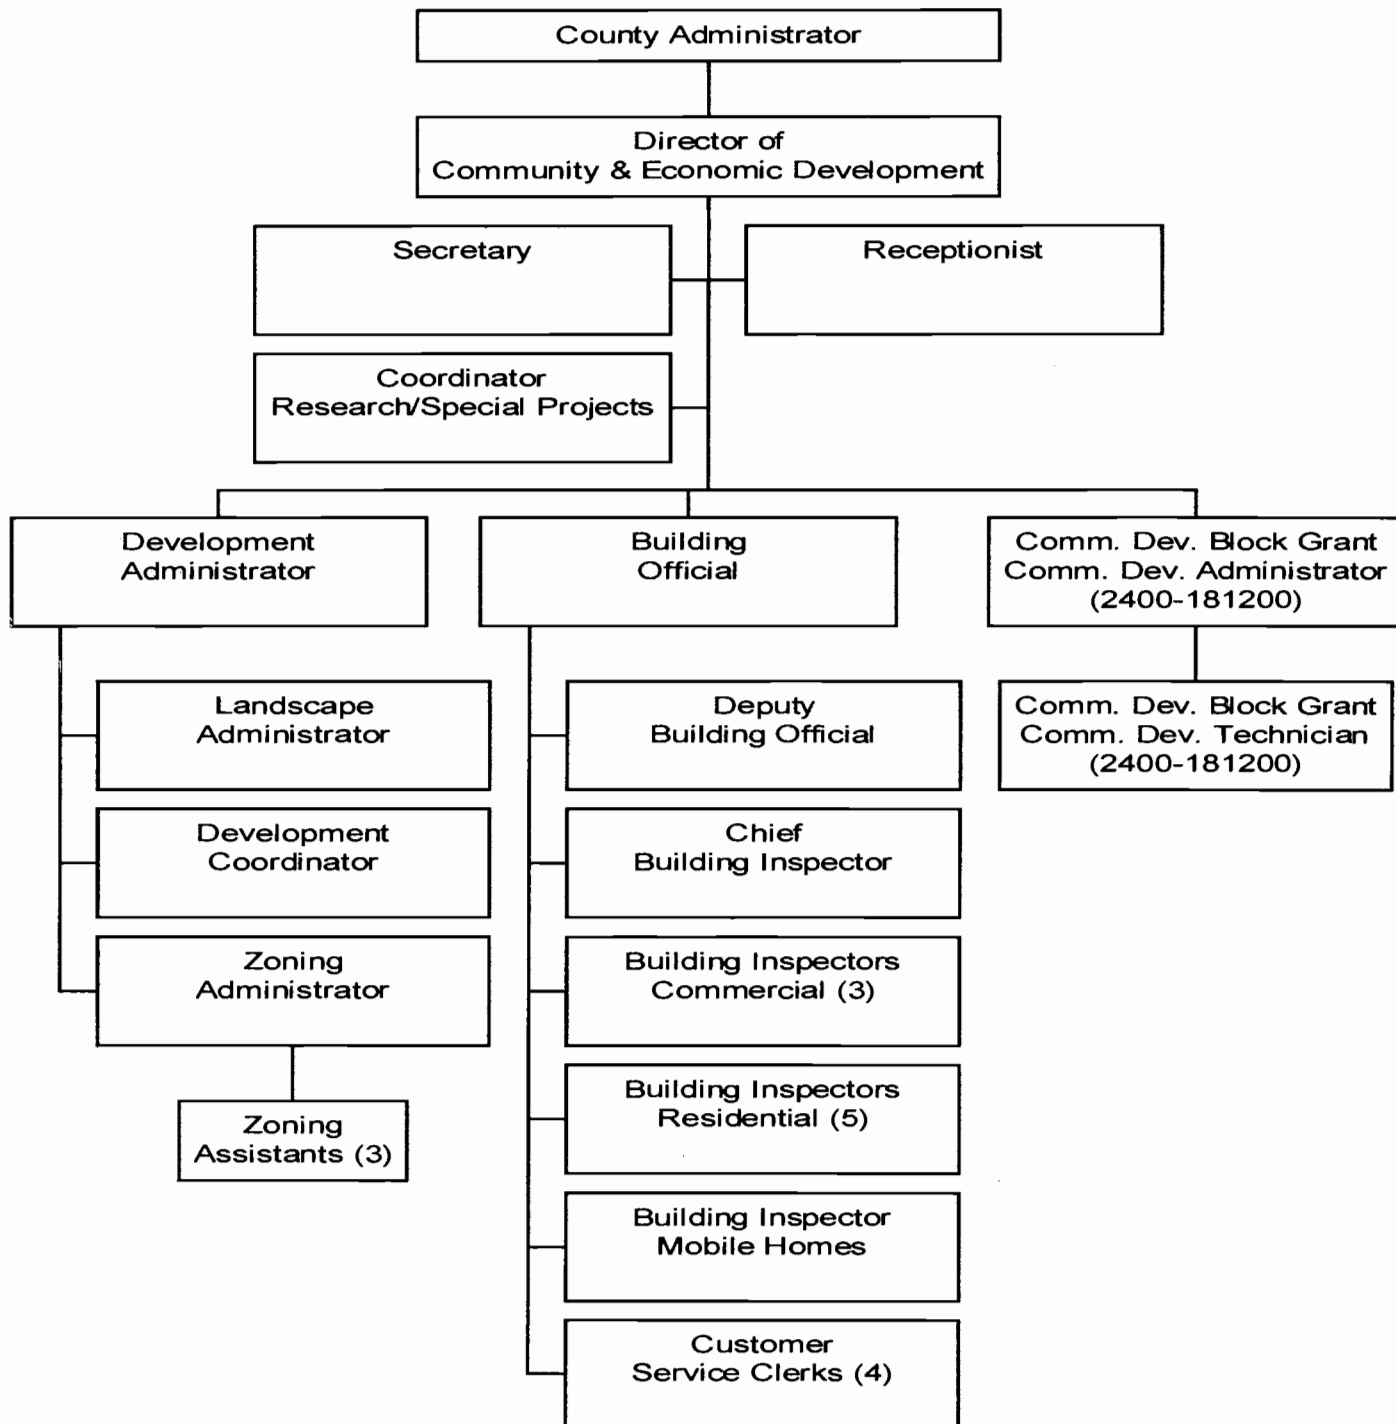 County Administrator
Director of
Community & Economic Development
Secretary
Receptionist
Coordinator
Research/Special Projects
Development
Administrator
Building
Official
Comm. Dev. Block Grant
Comm. Dev. Administrator
(2400-181200)
Landscape
Administrator
Deputy
Building Official
Comm. Dev. Block Grant
Comm. Dev. Technician
(2400-181200)
Development
Coordinator
Chief
Building Inspector
Zoning
Administrator
Building Inspectors
Commercial (3)
Zoning
Assistants (3)
Building Inspectors
Residential (5)
Building Inspector
Mobile Homes
Customer
Service Clerks (4)